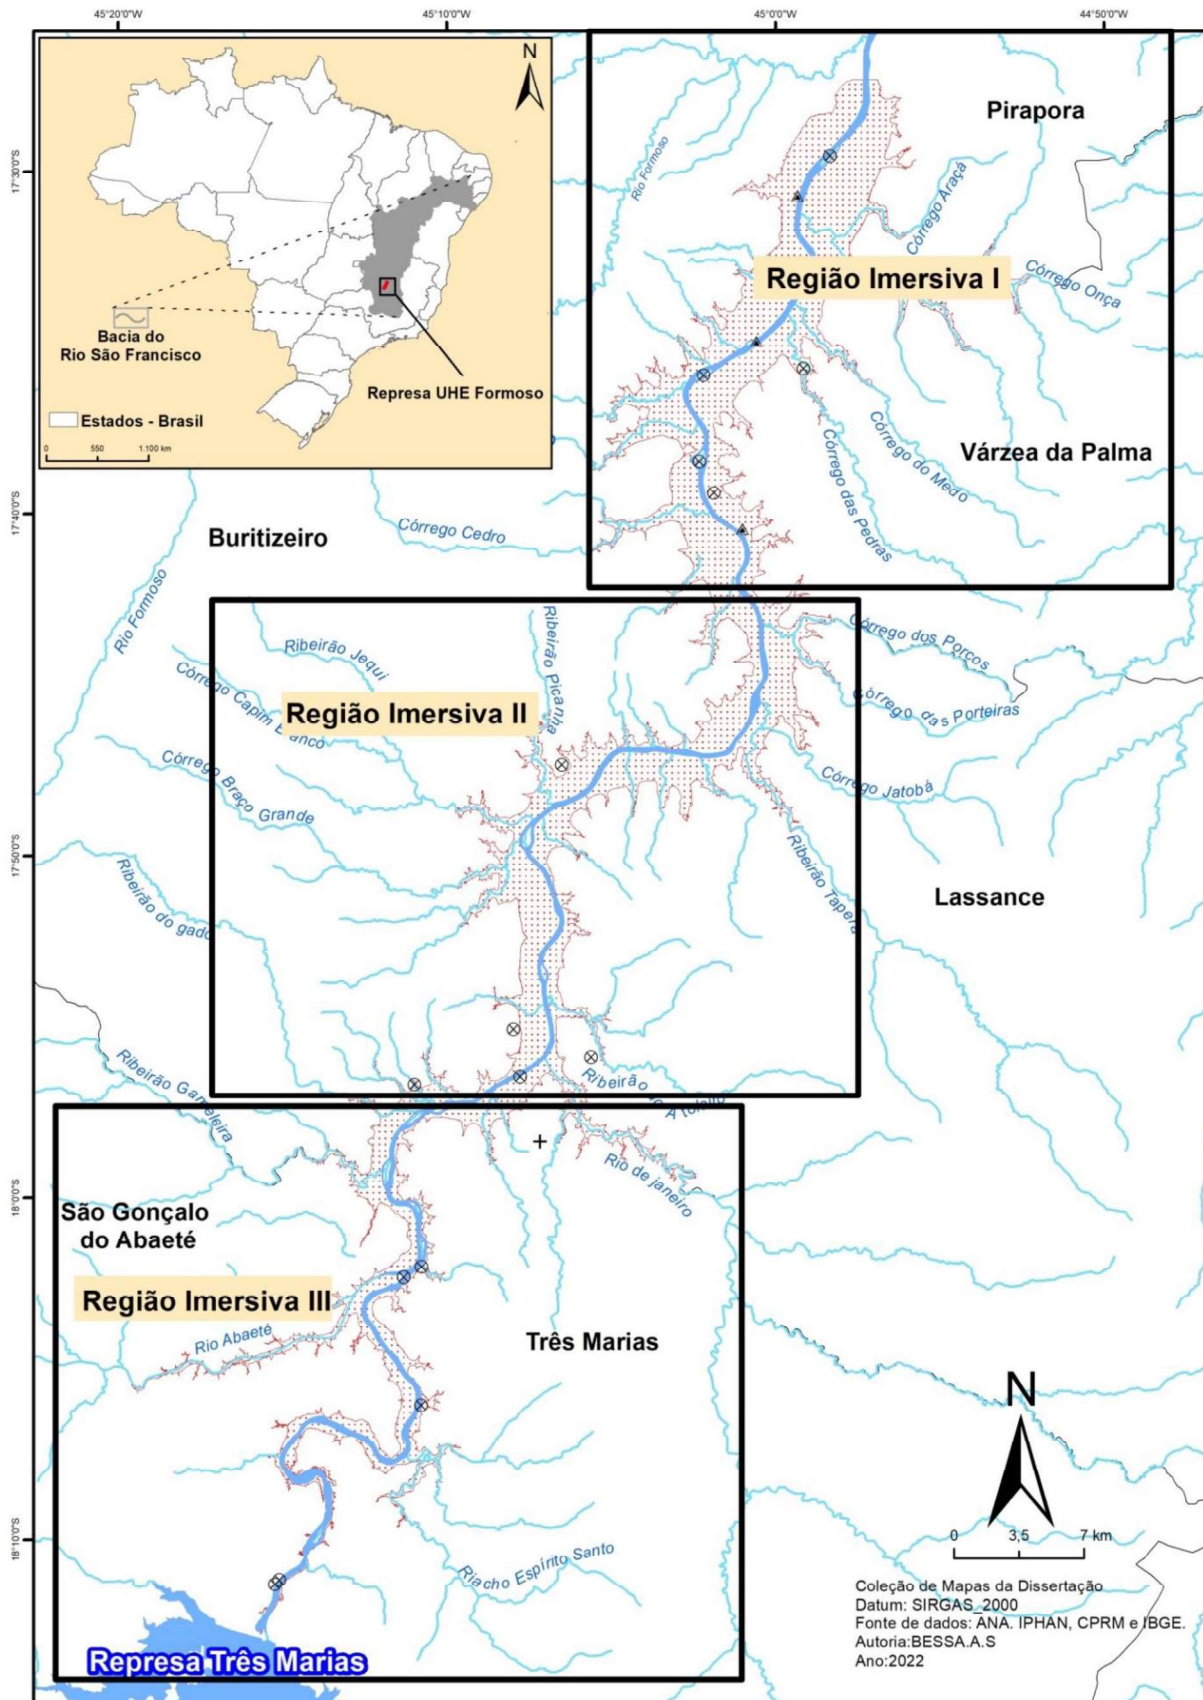 45°20'0"W
45°10'0"W
45°0'0"W
44°50'0"W
N
Bacia do
Rio São Francisco
Represa UHE Formoso
Estados - Brasil
0 550 1.100 km
17°30'0"S
17°40'0"S
17°50'0"S
18°0'0"S
18°10'0"S
Pirapora
Rio Formoso
Córrego Araçá
Região Imersiva I
Córrego Onça
Várzea da Palma
Córrego do Medo
Córrego das Pedras
Buritizeiro
Córrego Cedro
Rio Formoso
Ribeirão Jequi
Ribeirão Picanha
Córrego dos Porcos
Córrego das Porteiras
Córrego Capim Branco
Região Imersiva II
Córrego Braço Grande
Córrego Jatobá
Ribeirão Tapera
Ribeirão do gado
Lassance
Ribeirão Gameleira
Ribeirão
Rio de janeiro
São Gonçalo
do Abaeté
Região Imersiva III
Rio Abaeté
Três Marias
Riacho Espírito Santo
Represa Três Marias
N
0 3,5 7 km
Coleção de Mapas da Dissertação
Datum: SIRGAS_2000
Fonte de dados: ANA. IPHAN, CPRM e IBGE.
Autoria:BESSA.A.S
Ano:2022